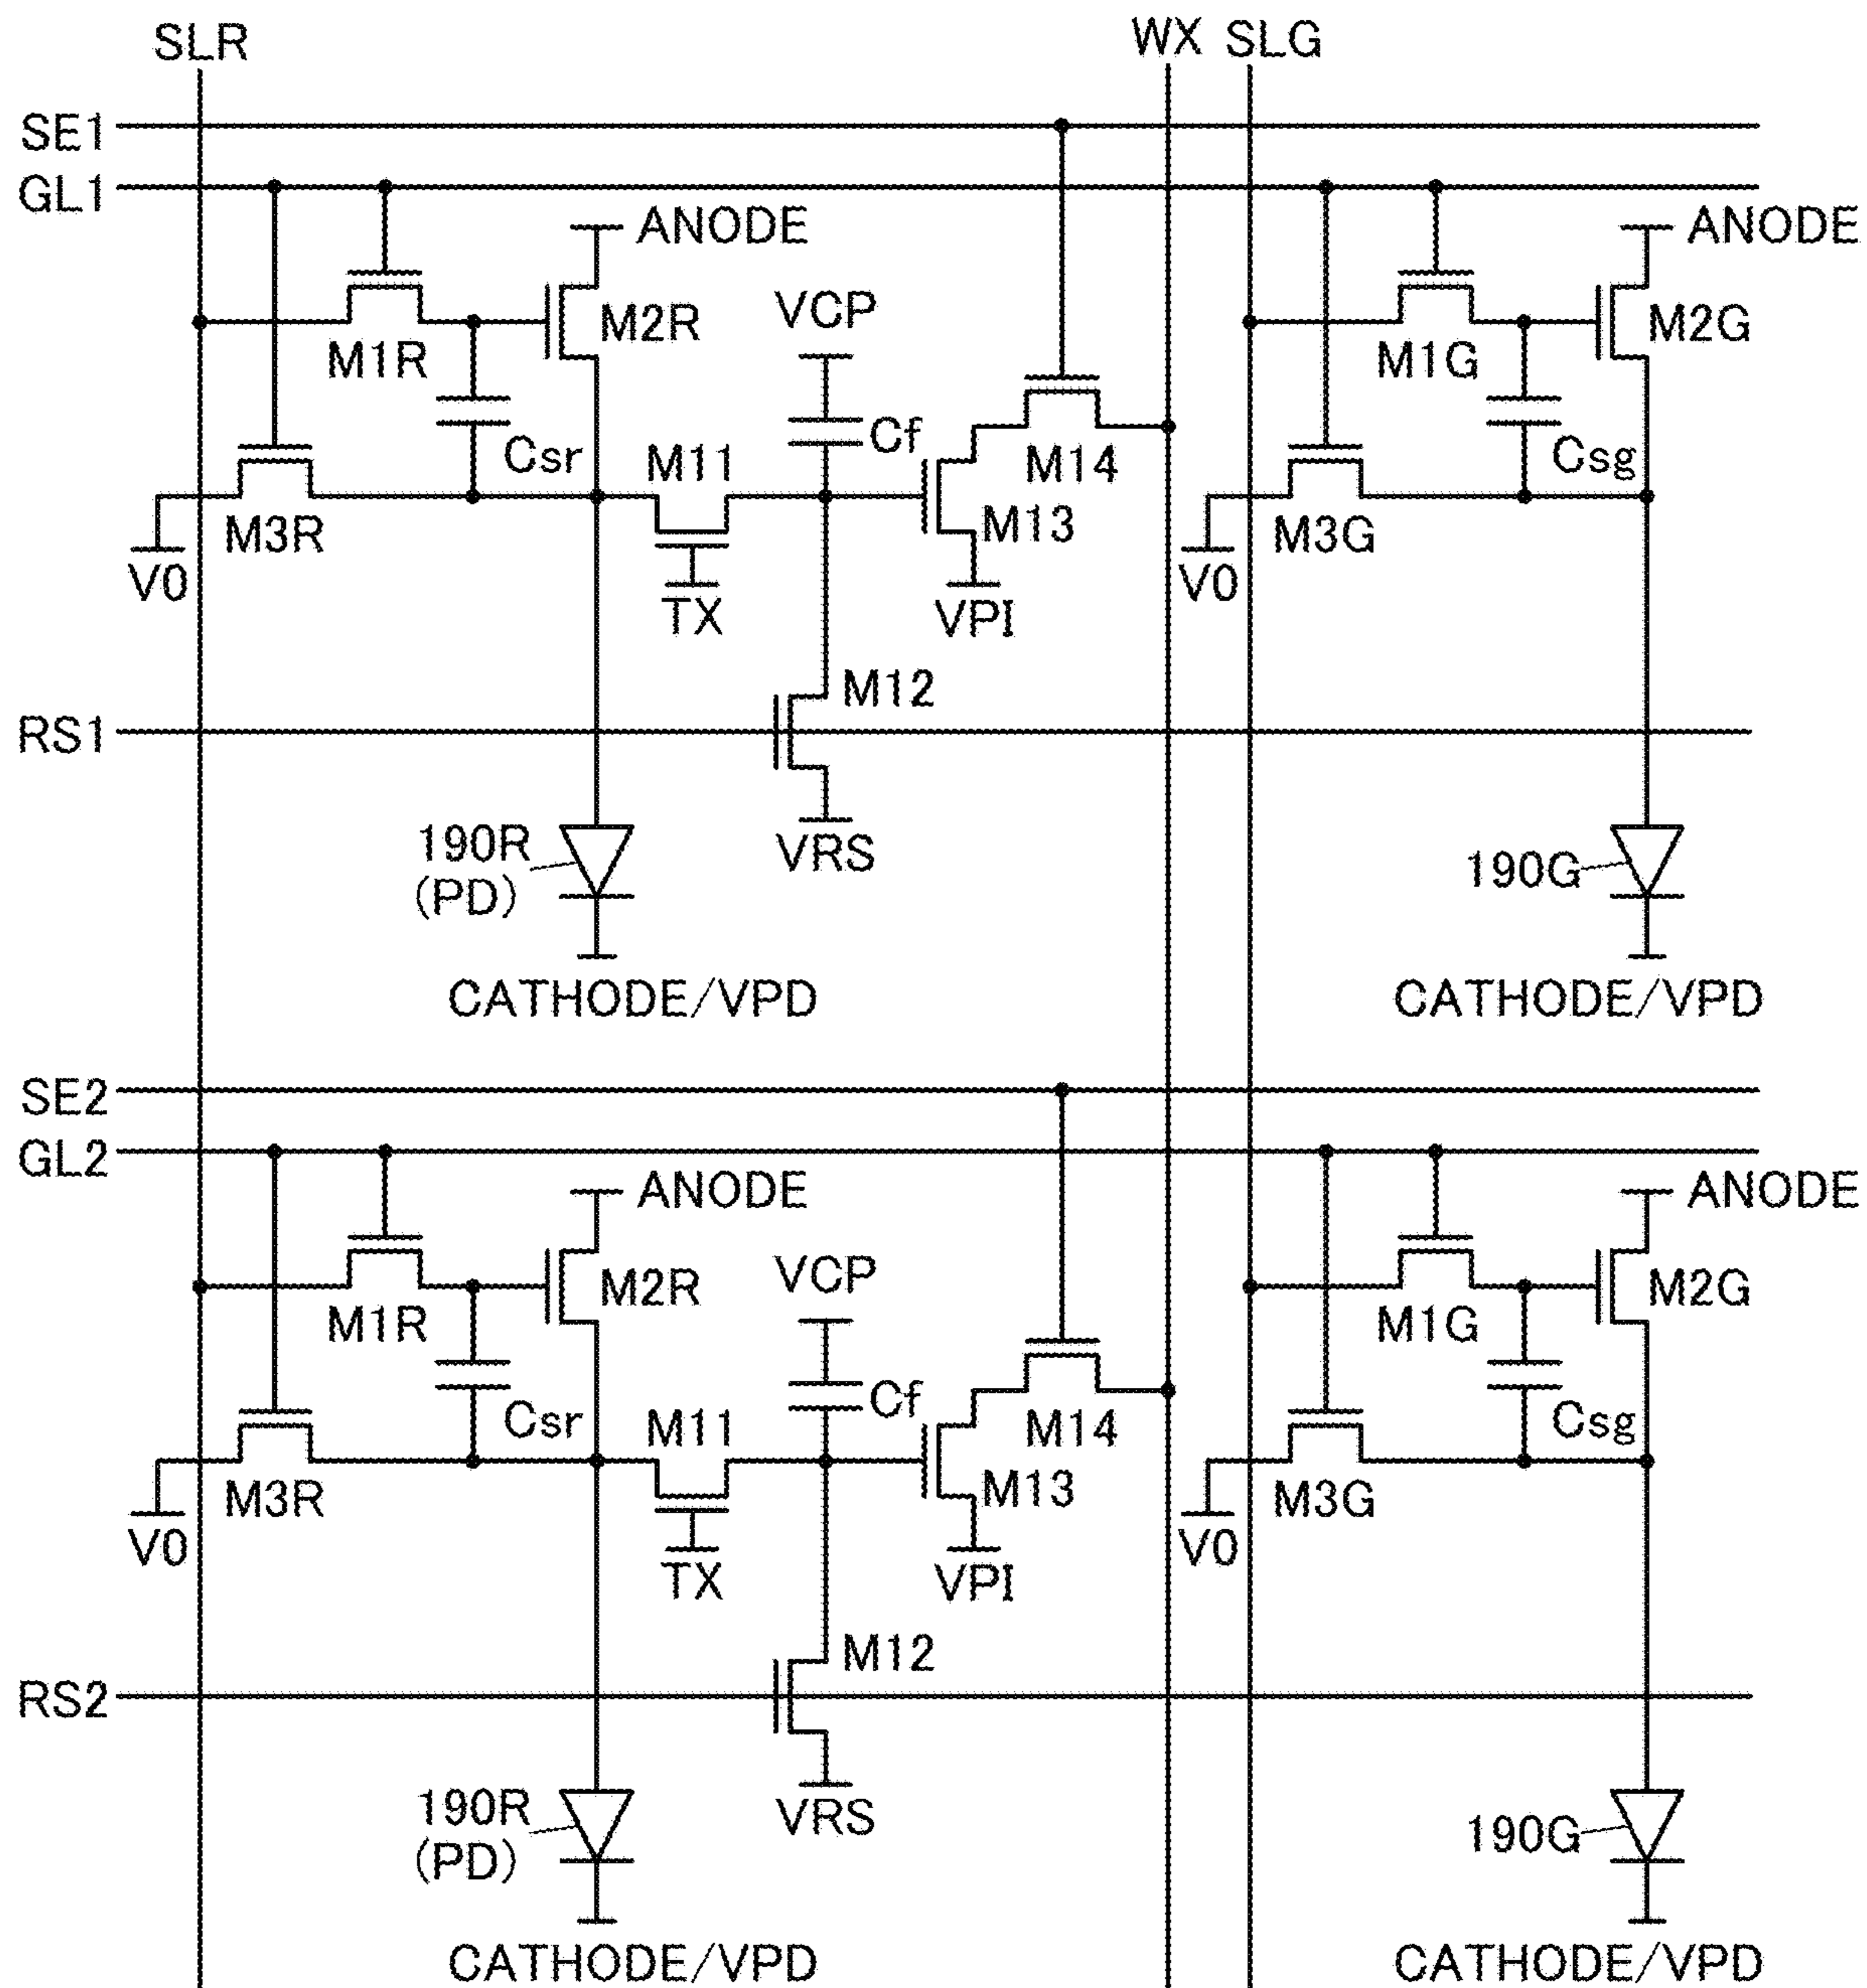 SLR
WX SLG
SE1
GL1
ANODE
ANODE
VCP
M2R
M2G
M1R
M1G
Cf
Csr
M11
M14
Csg
M3R
M13
M3G
V0
V0
TX
VPI
M12
RS1
190R
(PD)
VRS
190G
CATHODE/VPD
CATHODE/VPD
SE2
GL2
ANODE
ANODE
VCP
M2R
M2G
M1R
M1G
Cf
Csr
M11
M14
Csg
M3R
M13
M3G
V0
V0
TX
VPI
M12
RS2
190R
(PD)
VRS
190G
CATHODE/VPD
CATHODE/VPD